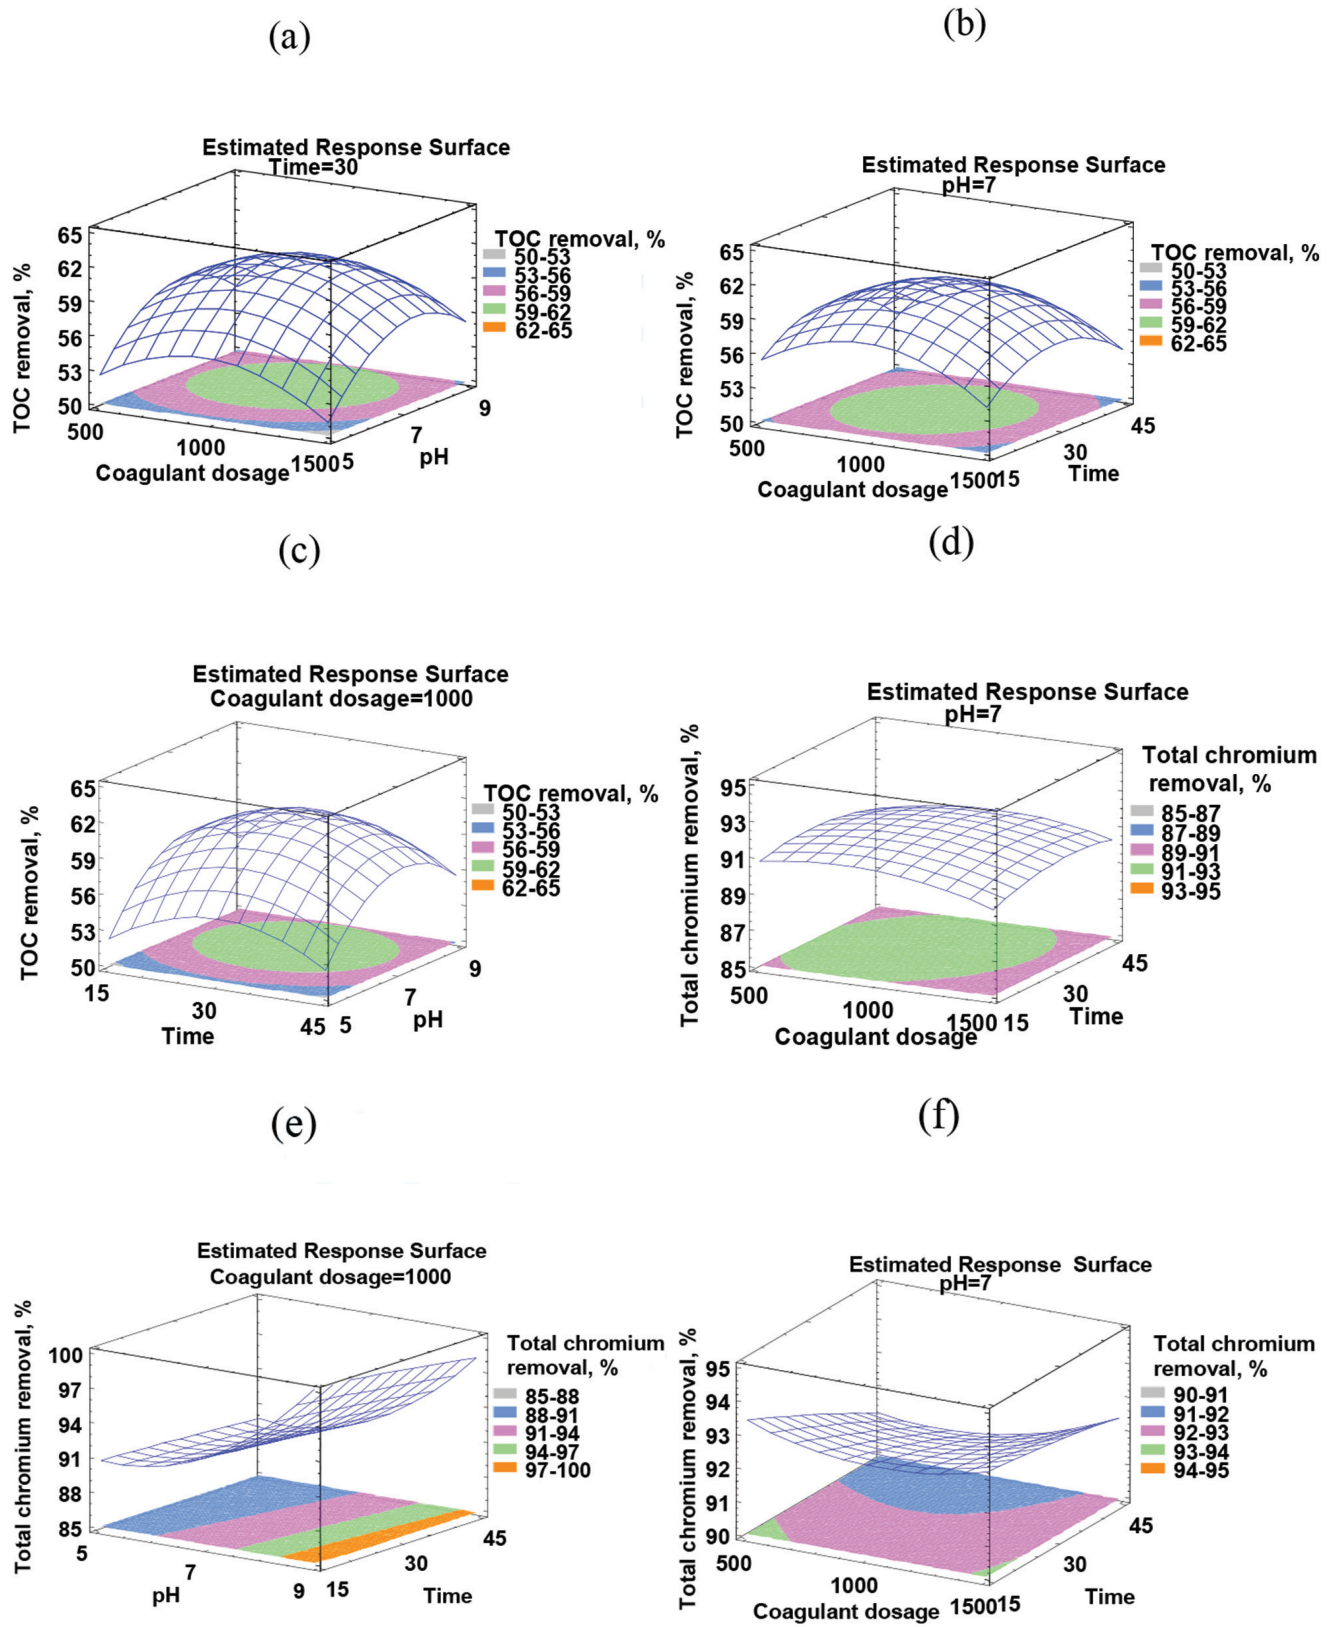 (a)
Estimated Response Surface
Time=30
TOC removal, %
65
62
59
56
53
50
500
1000
1500
Coagulant dosage
5
7
9
pH
TOC removal, %
50-53
53-56
56-59
59-62
62-65
(b)
Estimated Response Surface
pH=7
TOC removal, %
65
62
59
56
53
50
500
1000
1500
Coagulant dosage
15
30
45
Time
TOC removal, %
50-53
53-56
56-59
59-62
62-65
(c)
Estimated Response Surface
Coagulant dosage=1000
TOC removal, %
65
62
59
56
53
50
15
30
45
Time
5
7
9
pH
TOC removal, %
50-53
53-56
56-59
59-62
62-65
(d)
Estimated Response Surface
pH=7
Total chromium removal, %
95
93
91
89
87
85
500
1000
1500
Coagulant dosage
15
30
45
Time
Total chromium
removal, %
85-87
87-89
89-91
91-93
93-95
(e)
Estimated Response Surface
Coagulant dosage=1000
Total chromium removal, %
100
97
94
91
88
85
5
7
9
pH
15
30
45
Time
Total chromium
removal, %
85-88
88-91
91-94
94-97
97-100
(f)
Estimated Response Surface
pH=7
Total chromium removal, %
95
94
93
92
91
90
500
1000
1500
Coagulant dosage
15
30
45
Time
Total chromium
removal, %
90-91
91-92
92-93
93-94
94-95